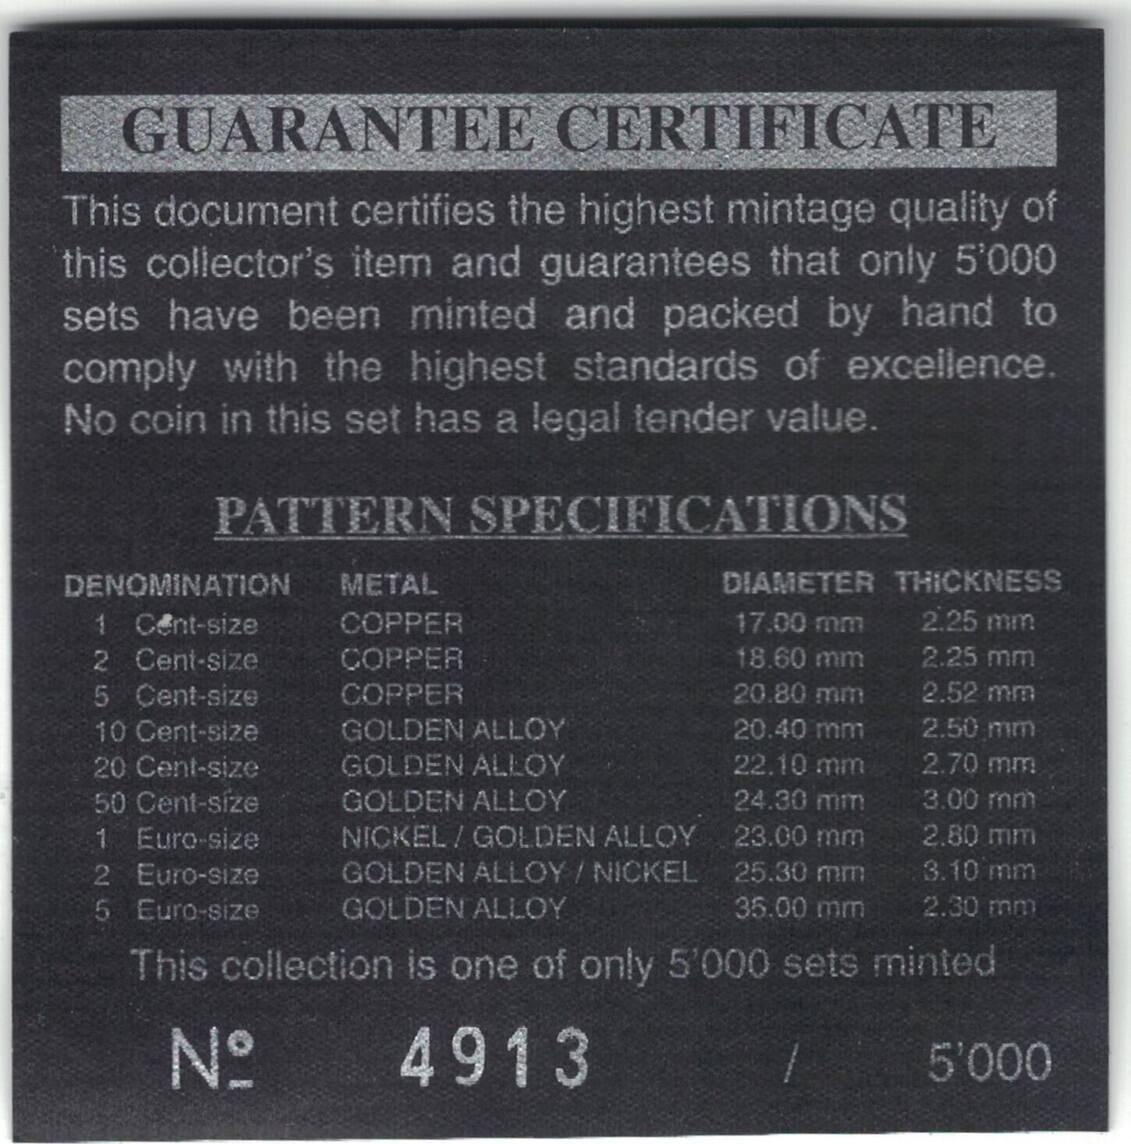 GUARANTEE CERTIFICATE
This document certifies the highest mintage quality of
this collector's item and guarantees that only 5'000
sets have been minted and packed by hand to
comply with the highest standards of excellence.
No coin in this set has a legal tender value.
PATTERN SPECIFICATIONS
DENOMINATION METAL DIAMETER THICKNESS
1 Cent-size COPPER 17.00 mm 2.25 mm
2 Cent-size COPPER 18.60 mm 2.25 mm
5 Cent-size COPPER 20.80 mm 2.52 mm
10 Cent-size GOLDEN ALLOY 20.40 mm 2.50 mm
20 Cent-size GOLDEN ALLOY 22.10 mm 2.70 mm
50 Cent-size GOLDEN ALLOY 24.30 mm 3.00 mm
1 Euro-size NICKEL / GOLDEN ALLOY 23.00 mm 2.80 mm
2 Euro-size GOLDEN ALLOY / NICKEL 25.30 mm 3.10 mm
5 Euro-size GOLDEN ALLOY 35.00 mm 2.30 mm
This collection is one of only 5'000 sets minted
Nº 4913 / 5'000